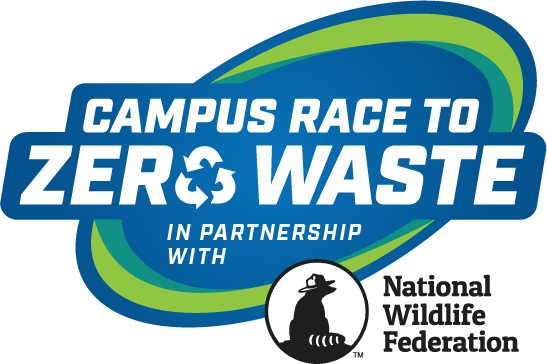 CAMPUS RACE TO
ZERO WASTE
IN PARTNERSHIP
WITH
National
Wildlife
Federation
TM